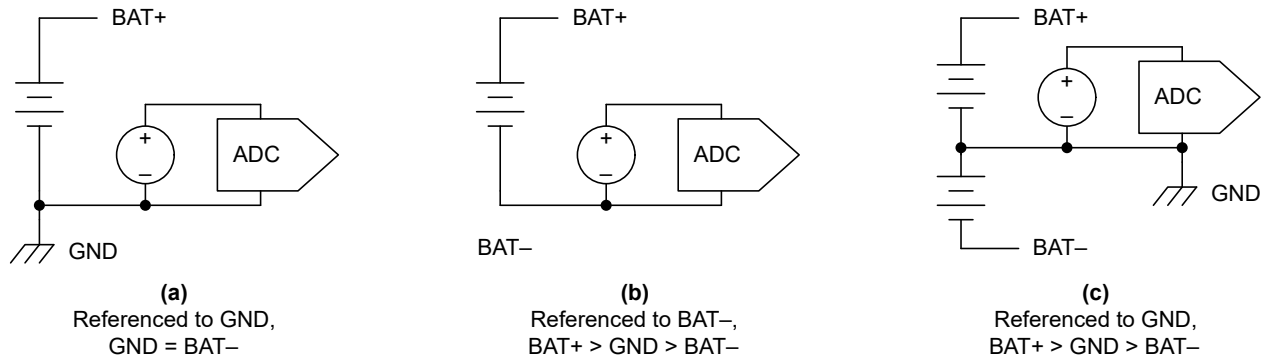 BAT+
+
–
ADC
GND
(a)
Referenced to GND,
GND = BAT–
BAT+
+
–
ADC
BAT–
(b)
Referenced to BAT–,
BAT+ > GND > BAT–
BAT+
+
–
ADC
GND
BAT–
(c)
Referenced to GND,
BAT+ > GND > BAT–